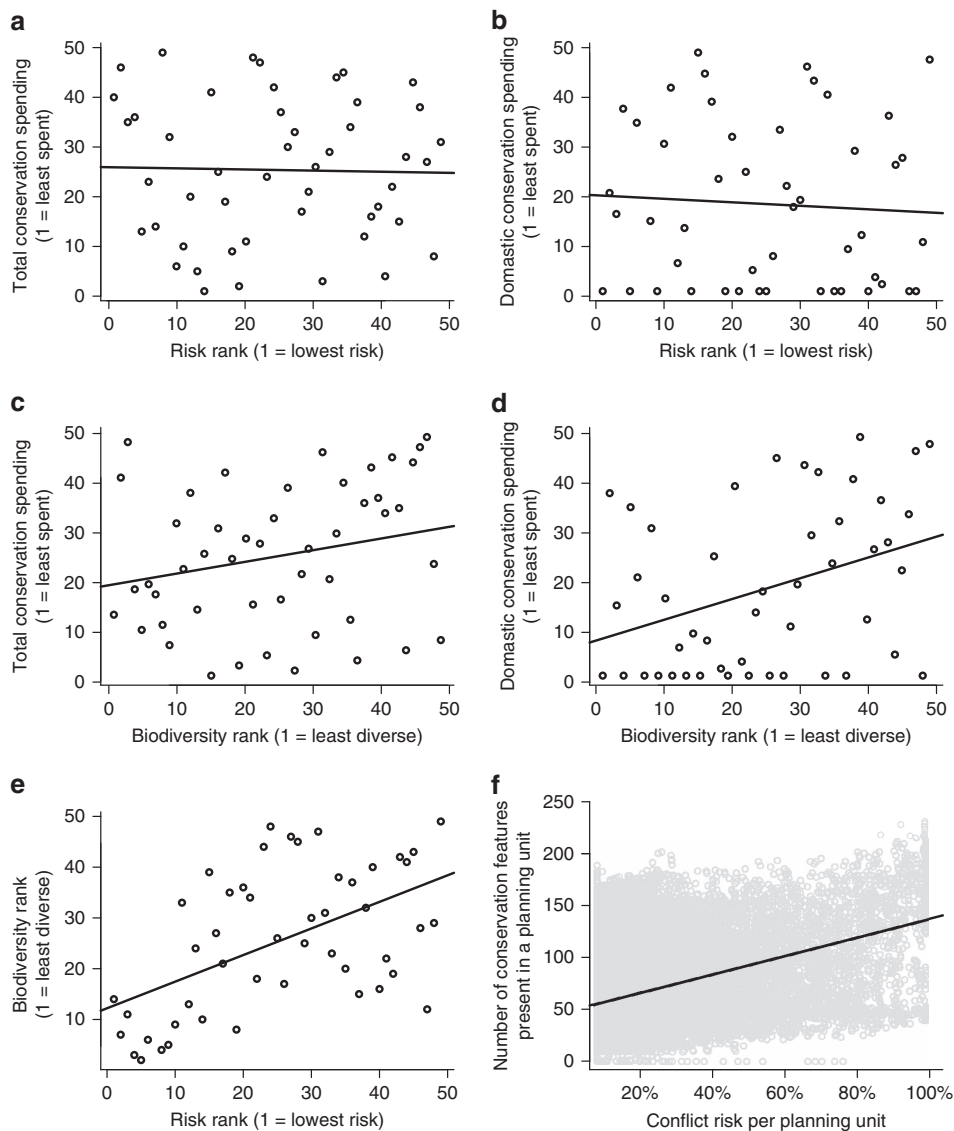 a
Total conservation spending
(1 = least spent)
50
40
30
20
10
0
0 10 20 30 40 50
Risk rank (1 = lowest risk)
b
Domastic conservation spending
(1 = least spent)
50
40
30
20
10
0
0 10 20 30 40 50
Risk rank (1 = lowest risk)
c
Total conservation spending
(1 = least spent)
50
40
30
20
10
0
0 10 20 30 40 50
Biodiversity rank (1 = least diverse)
d
Domastic conservation spending
(1 = least spent)
50
40
30
20
10
0
0 10 20 30 40 50
Biodiversity rank (1 = least diverse)
e
Biodiversity rank
(1 = least diverse)
50
40
30
20
10
0 10 20 30 40 50
Risk rank (1 = lowest risk)
f
Number of conservation features
present in a planning unit
250
200
150
100
50
0
20% 40% 60% 80% 100%
Conflict risk per planning unit